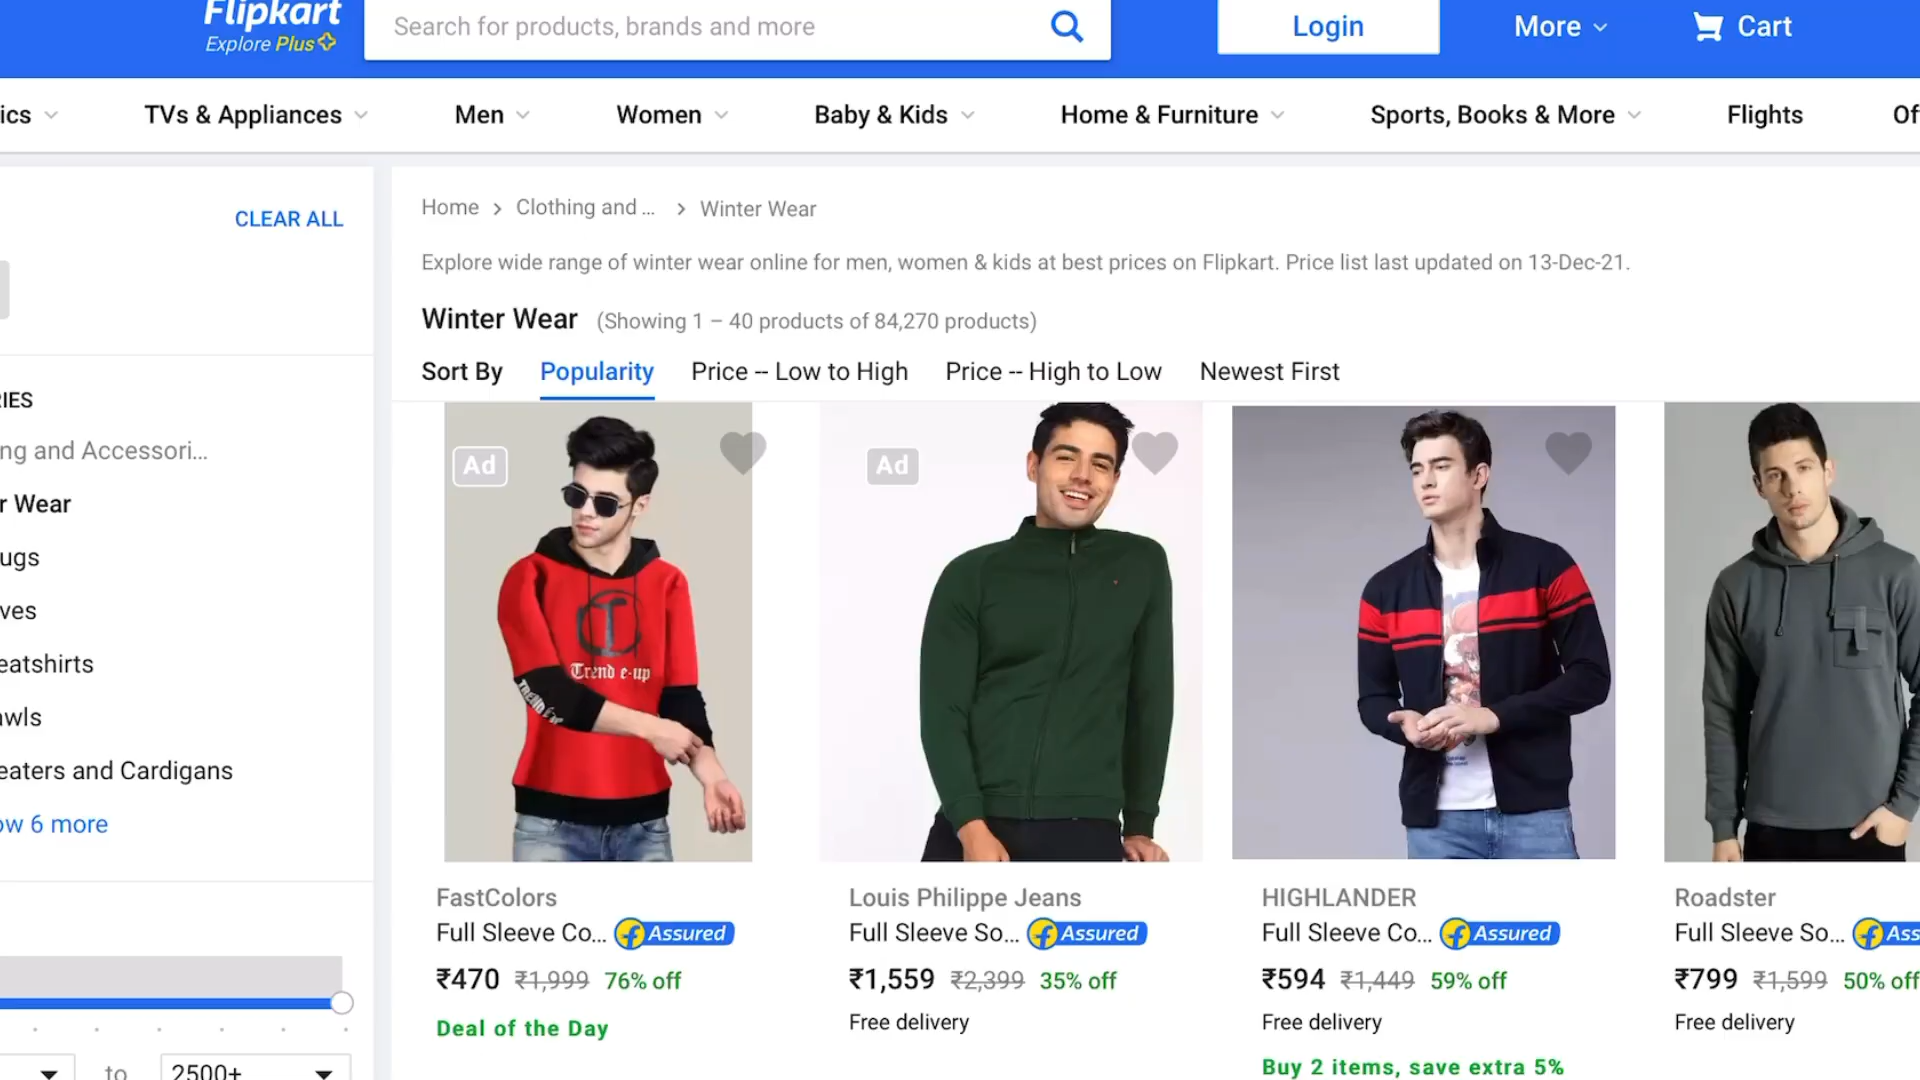 Flipkart
Explore Plus
Search for products, brands and more
Login
More
Cart
ics
TVs & Appliances
Men
Women
Baby & Kids
Home & Furniture
Sports, Books & More
Flights
Of
CLEAR ALL
Home > Clothing and ... > Winter Wear
Explore wide range of winter wear online for men, women & kids at best prices on Flipkart. Price list last updated on 13-Dec-21.
Winter Wear (Showing 1 – 40 products of 84,270 products)
Sort By Popularity Price -- Low to High Price -- High to Low Newest First
IES
ng and Accessori...
r Wear
ugs
ves
eatshirts
awls
eaters and Cardigans
ow 6 more
to
2500+
Ad
Trend e-up
FastColors
Full Sleeve Co... Assured
₹470 ₹1,999 76% off
Deal of the Day
Ad
Louis Philippe Jeans
Full Sleeve So... Assured
₹1,559 ₹2,399 35% off
Free delivery
HIGHLANDER
Full Sleeve Co... Assured
₹594 ₹1,449 59% off
Free delivery
Buy 2 items, save extra 5%
Roadster
Full Sleeve So... Ass
₹799 ₹1,599 50% off
Free delivery